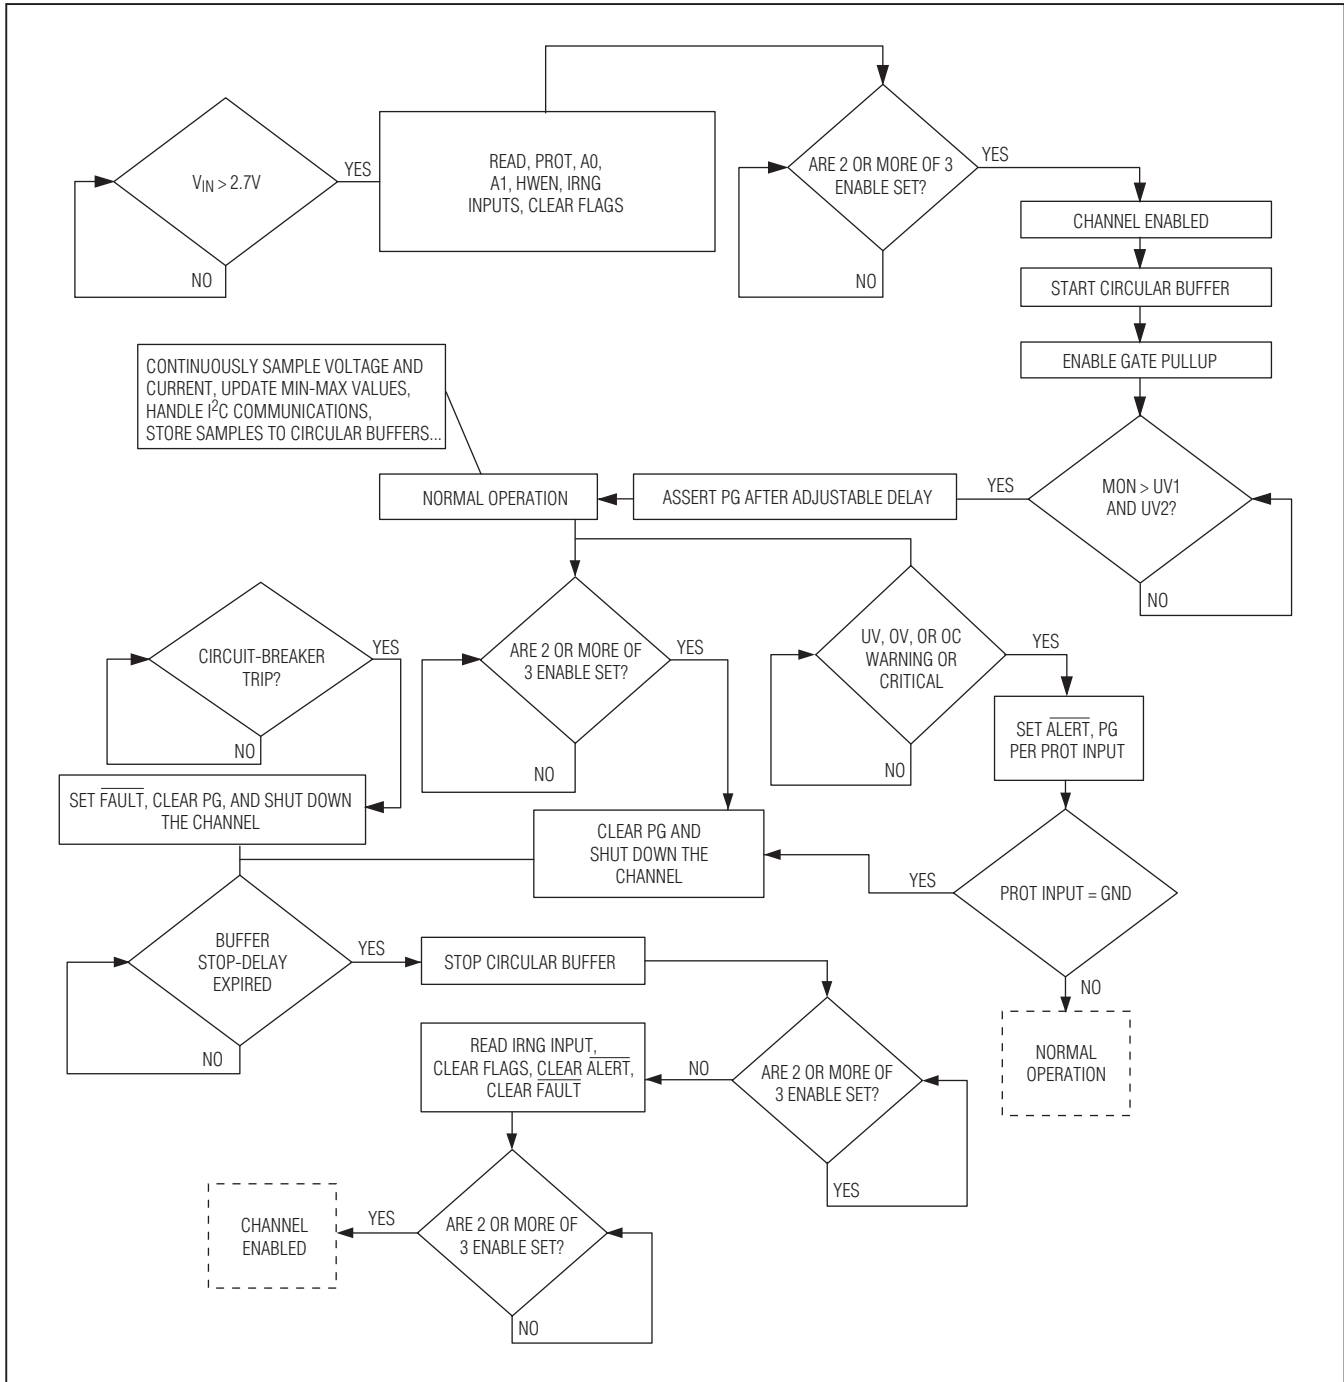 V_IN > 2.7V
YES
NO
READ, PROT, A0,
A1, HWEN, IRNG
INPUTS, CLEAR FLAGS
ARE 2 OR MORE OF 3
ENABLE SET?
YES
NO
CHANNEL ENABLED
START CIRCULAR BUFFER
ENABLE GATE PULLUP
MON > UV1
AND UV2?
YES
NO
ASSERT PG AFTER ADJUSTABLE DELAY
NORMAL OPERATION
CONTINUOUSLY SAMPLE VOLTAGE AND
CURRENT, UPDATE MIN-MAX VALUES,
HANDLE I²C COMMUNICATIONS,
STORE SAMPLES TO CIRCULAR BUFFERS...
CIRCUIT-BREAKER
TRIP?
YES
NO
SET FAULT, CLEAR PG, AND SHUT DOWN
THE CHANNEL
ARE 2 OR MORE OF
3 ENABLE SET?
YES
NO
UV, OV, OR OC
WARNING OR
CRITICAL
YES
NO
SET ALERT, PG
PER PROT INPUT
CLEAR PG AND
SHUT DOWN THE
CHANNEL
PROT INPUT = GND
YES
NO
NORMAL
OPERATION
BUFFER
STOP-DELAY
EXPIRED
YES
NO
STOP CIRCULAR BUFFER
ARE 2 OR MORE OF
3 ENABLE SET?
NO
YES
READ IRNG INPUT,
CLEAR FLAGS, CLEAR ALERT,
CLEAR FAULT
ARE 2 OR MORE OF
3 ENABLE SET?
YES
NO
CHANNEL
ENABLED